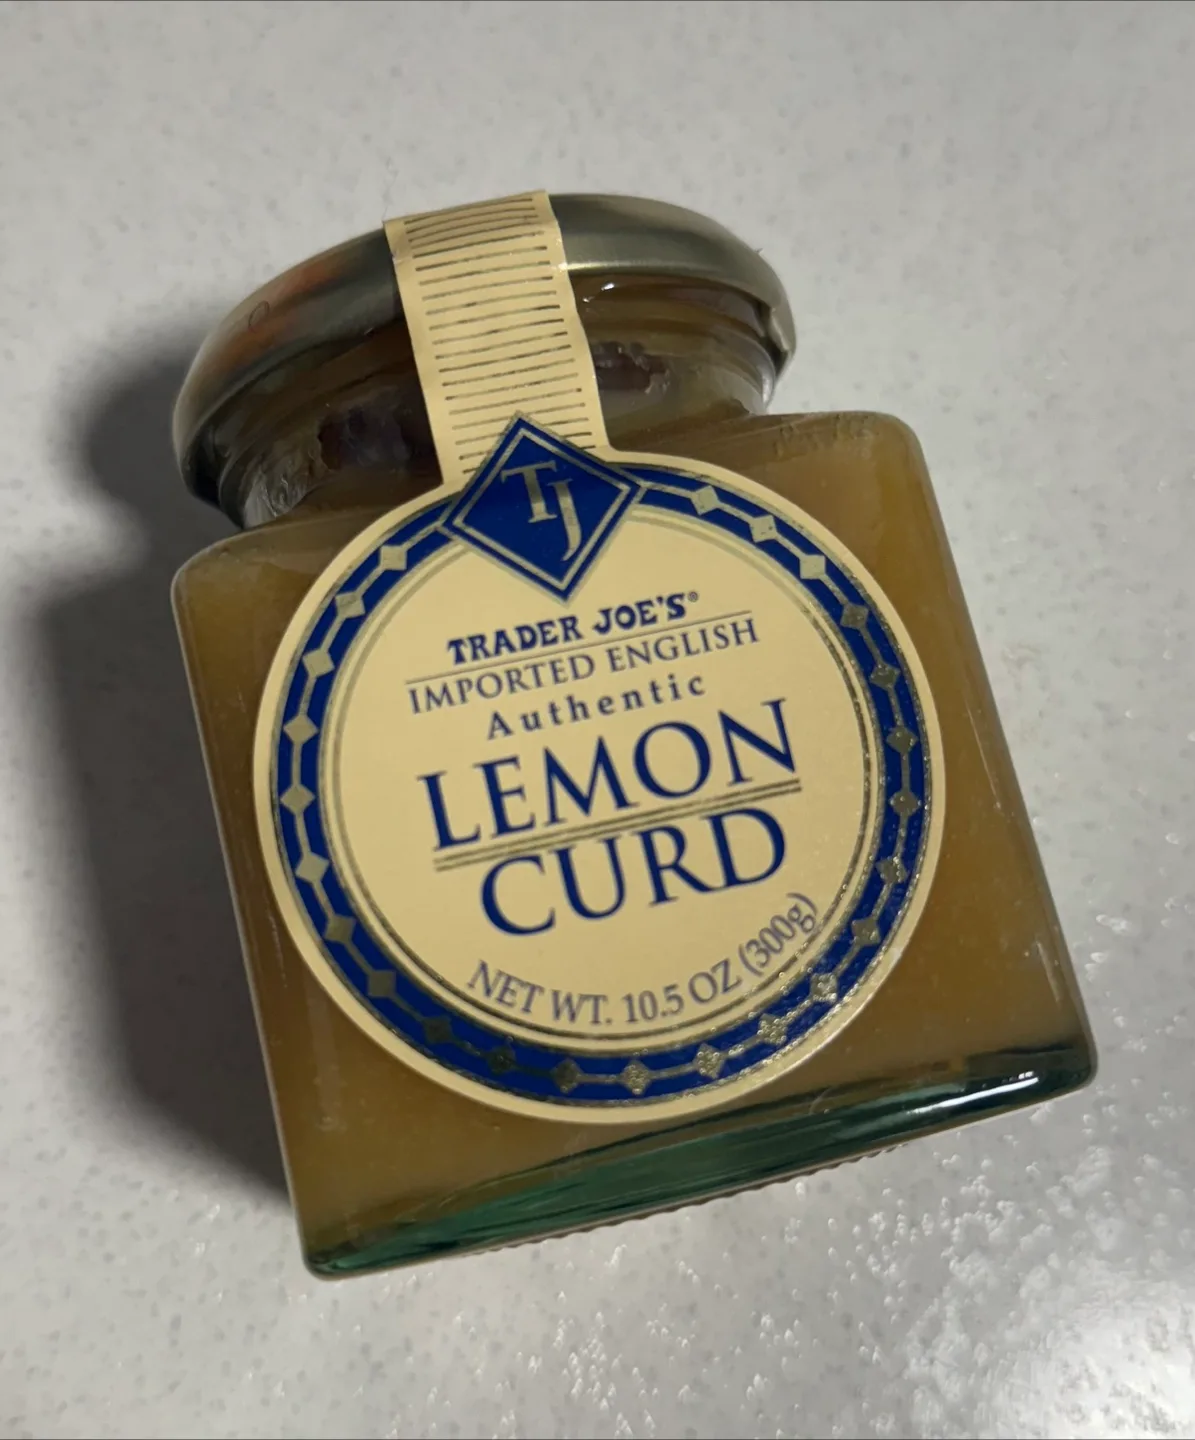 TJ
TRADER JOE'S®
IMPORTED ENGLISH
Authentic
LEMON
CURD
NET WT. 10.5 OZ (300g)